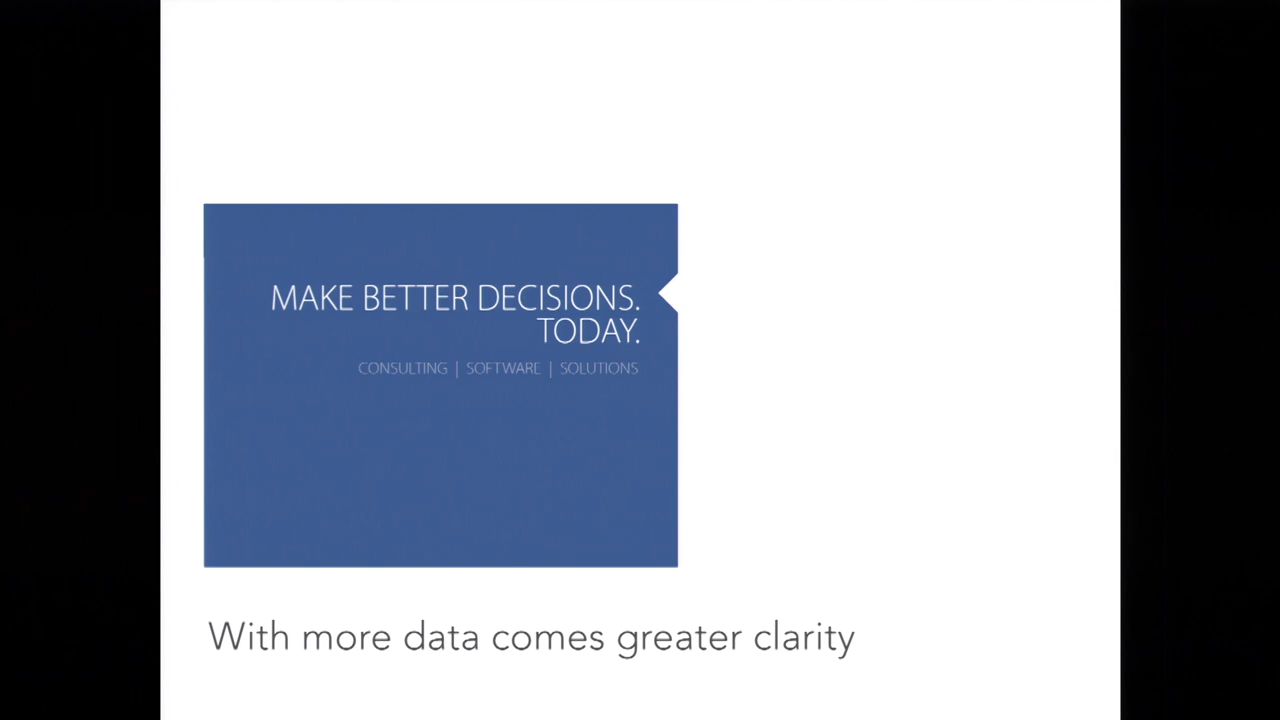 MAKE BETTER DECISIONS.
TODAY.
CONSULTING | SOFTWARE | SOLUTIONS
With more data comes greater clarity